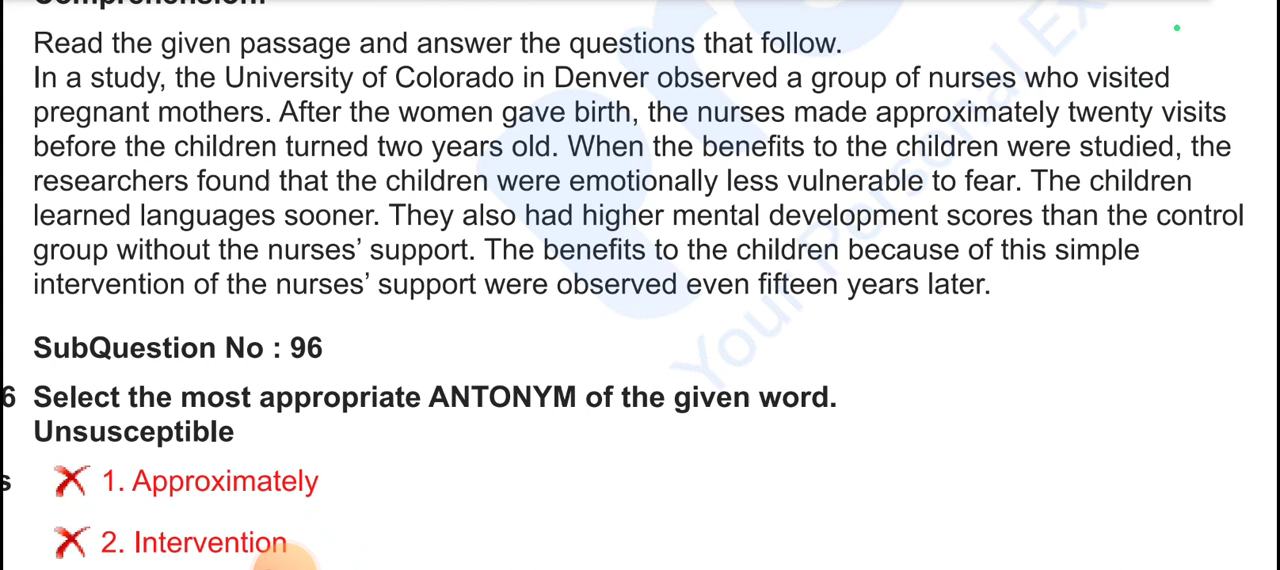 Comprehension:
Read the given passage and answer the questions that follow.
In a study, the University of Colorado in Denver observed a group of nurses who visited
pregnant mothers. After the women gave birth, the nurses made approximately twenty visits
before the children turned two years old. When the benefits to the children were studied, the
researchers found that the children were emotionally less vulnerable to fear. The children
learned languages sooner. They also had higher mental development scores than the control
group without the nurses’ support. The benefits to the children because of this simple
intervention of the nurses’ support were observed even fifteen years later.
SubQuestion No : 96
6 Select the most appropriate ANTONYM of the given word.
Unsusceptible
s 1. Approximately
2. Intervention
Your Personal Ex